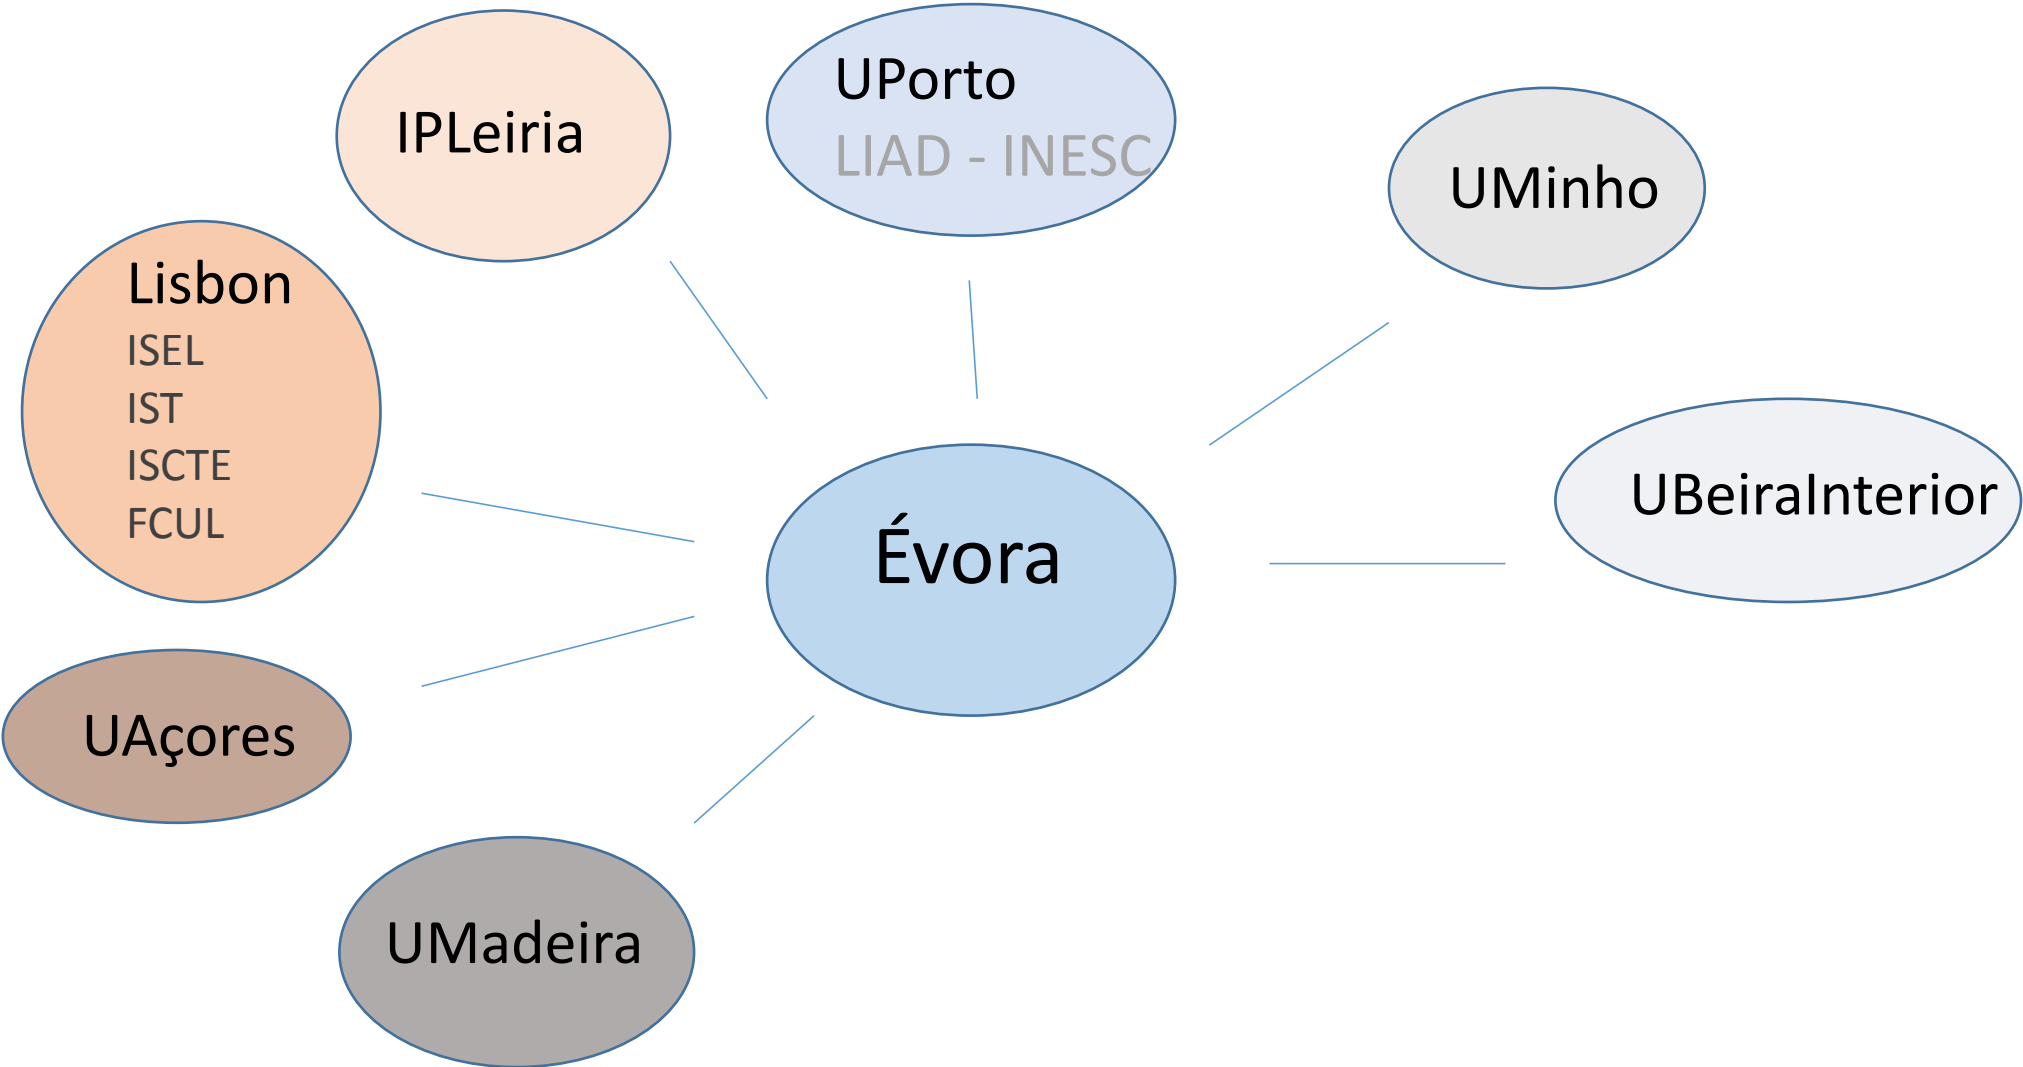 IPLeiria
UPorto
LIAD - INESC
UMinho
Lisbon
ISEL
IST
ISCTE
FCUL
UBeiraInterior
Évora
UAçores
UMadeira